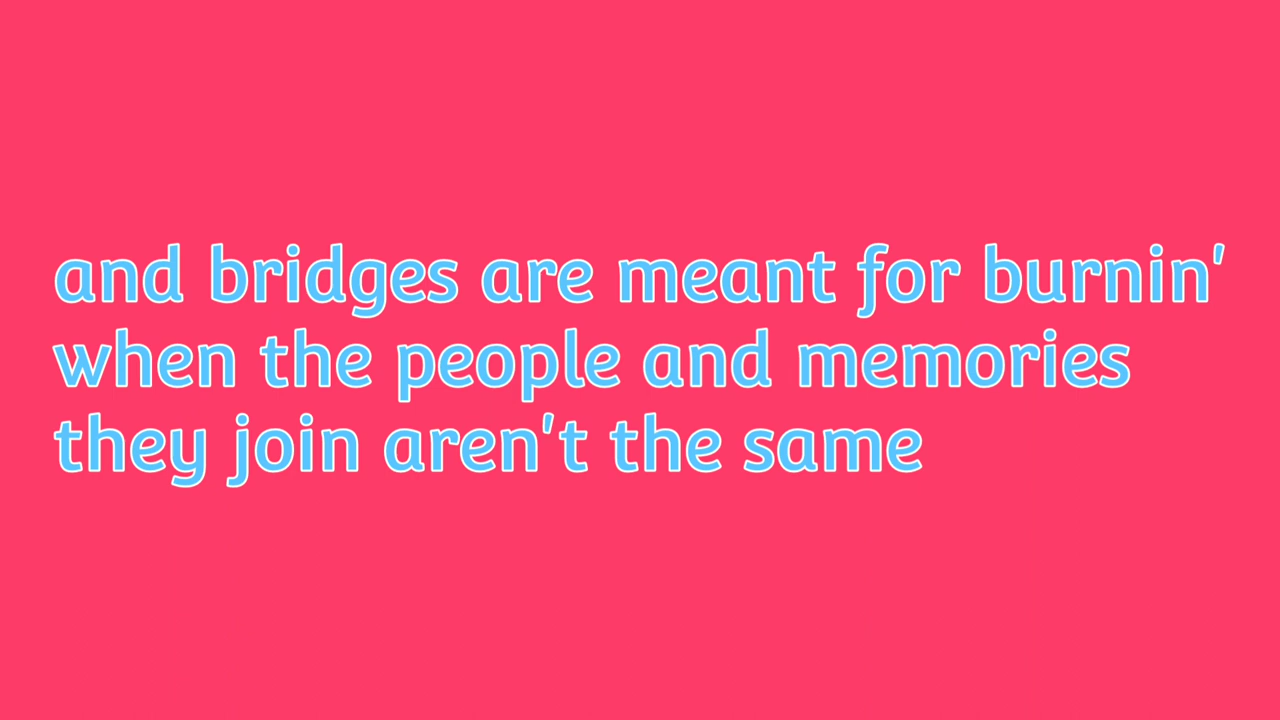 and bridges are meant for burnin'
when the people and memories
they join aren't the same